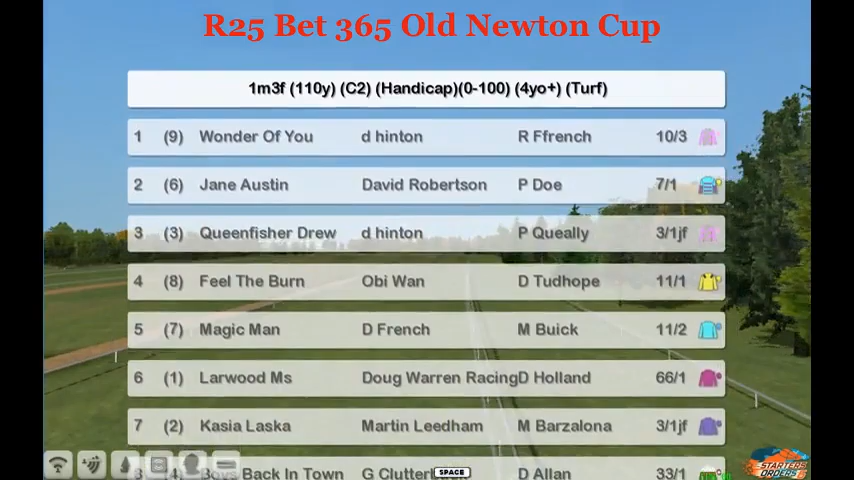 R25 Bet 365 Old Newton Cup
1m3f (110y) (C2) (Handicap)(0-100) (4yo+) (Turf)
1 (9) Wonder Of You d hinton R Ffrench 10/3
2 (6) Jane Austin David Robertson P Doe 7/1
3 (3) Queenfisher Drew d hinton P Queally 3/1jf
4 (8) Feel The Burn Obi Wan D Tudhope 11/1
5 (7) Magic Man D French M Buick 11/2
6 (1) Larwood Ms Doug Warren RacingD Holland 66/1
7 (2) Kasia Laska Martin Leedham M Barzalona 3/1jf
8 (4) Boys Back In Town D Allan 33/1
SPACE
STARTERS ORDERS 6